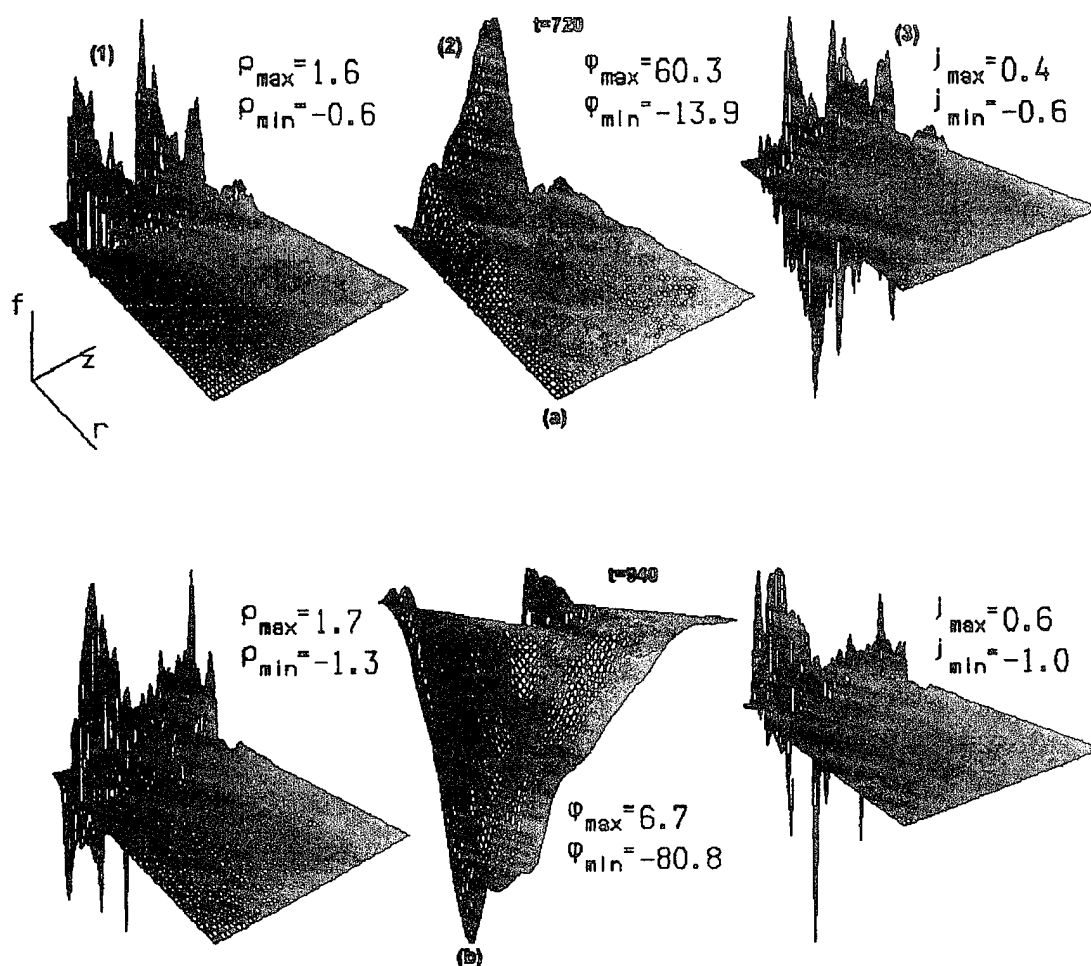 (1)
ρmax=1.6
ρmin=-0.6
(2)
t=720
φmax=60.3
φmin=-13.9
(3)
jmax=0.4
jmin=-0.6
f
z
r
(a)
ρmax=1.7
ρmin=-1.3
t=940
φmax=6.7
φmin=-80.8
jmax=0.6
jmin=-1.0
(b)